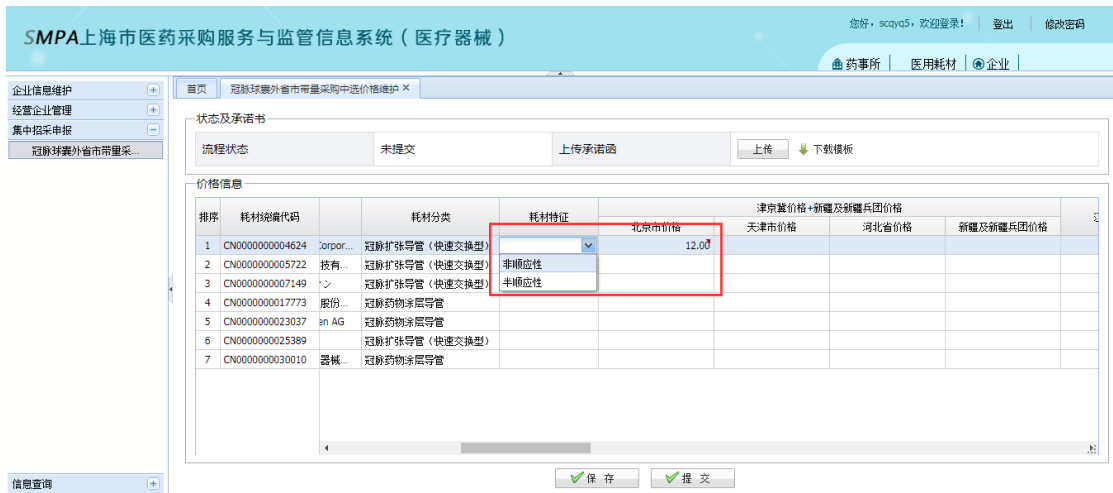 您好，scqyq5，欢迎登录！ 登出 修改密码
SMPA上海市医药采购服务与监管信息系统（医疗器械）
药事所 医用耗材 企业
企业信息维护
经营企业管理
集中招采申报
冠脉球囊外省市带量采...
信息查询
首页 冠脉球囊外省市带量采购中选价格维护 ×
状态及承诺书
流程状态 未提交 上传承诺函 上传 下载模板
价格信息
津京冀价格+新疆及新疆兵团价格
排序 耗材统编代码 耗材分类 耗材特征 北京市价格 天津市价格 河北省价格 新疆及新疆兵团价格
1 CN0000000004624 Corpor... 冠脉扩张导管（快速交换型） 12.00
2 CN0000000005722 技有... 冠脉扩张导管（快速交换型） 非顺应性
3 CN0000000007149 冠脉扩张导管（快速交换型） 半顺应性
4 CN0000000017773 股份... 冠脉药物涂层导管
5 CN0000000023037 en AG 冠脉药物涂层导管
6 CN0000000025389 冠脉扩张导管（快速交换型）
7 CN0000000030010 器械... 冠脉药物涂层导管
保 存 提 交